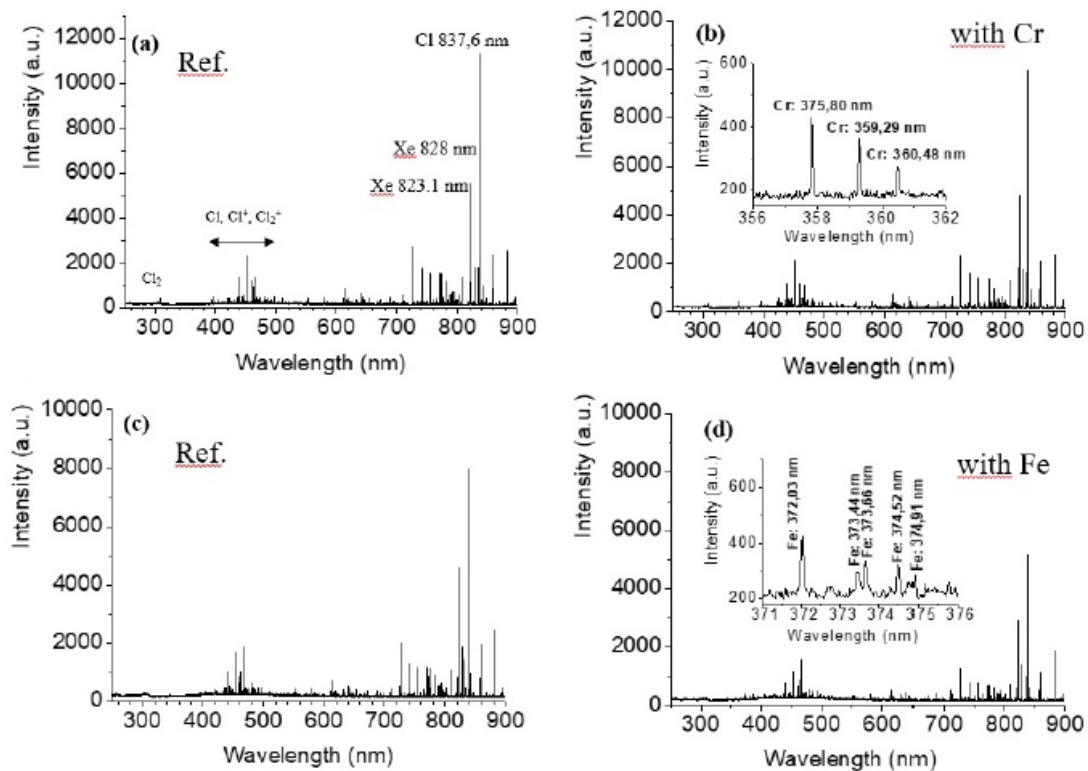 (a)
Ref.
Cl 837,6 nm
Xe 828 nm
Xe 823.1 nm
Cl, Cl⁺, Cl₂⁺
Cl₂
Intensity (a.u.)
12000
10000
8000
6000
4000
2000
0
300 400 500 600 700 800 900
Wavelength (nm)
(b)
with Cr
Intensity (a.u.)
12000
10000
8000
6000
4000
2000
0
300 400 500 600 700 800 900
Wavelength (nm)
Intensity (a.u.)
600
400
200
Cr: 375,80 nm
Cr: 359,29 nm
Cr: 360,48 nm
356 358 360 362
Wavelength (nm)
(c)
Ref.
Intensity (a.u.)
10000
8000
6000
4000
2000
0
300 400 500 600 700 800 900
Wavelength (nm)
(d)
with Fe
Intensity (a.u.)
10000
8000
6000
4000
2000
0
300 400 500 600 700 800 900
Wavelength (nm)
Intensity (a.u.)
600
400
200
Fe: 372,03 nm
Fe: 373,44 nm
Fe: 373,66 nm
Fe: 374,52 nm
Fe: 374,91 nm
371 372 373 374 375 376
Wavelength (nm)